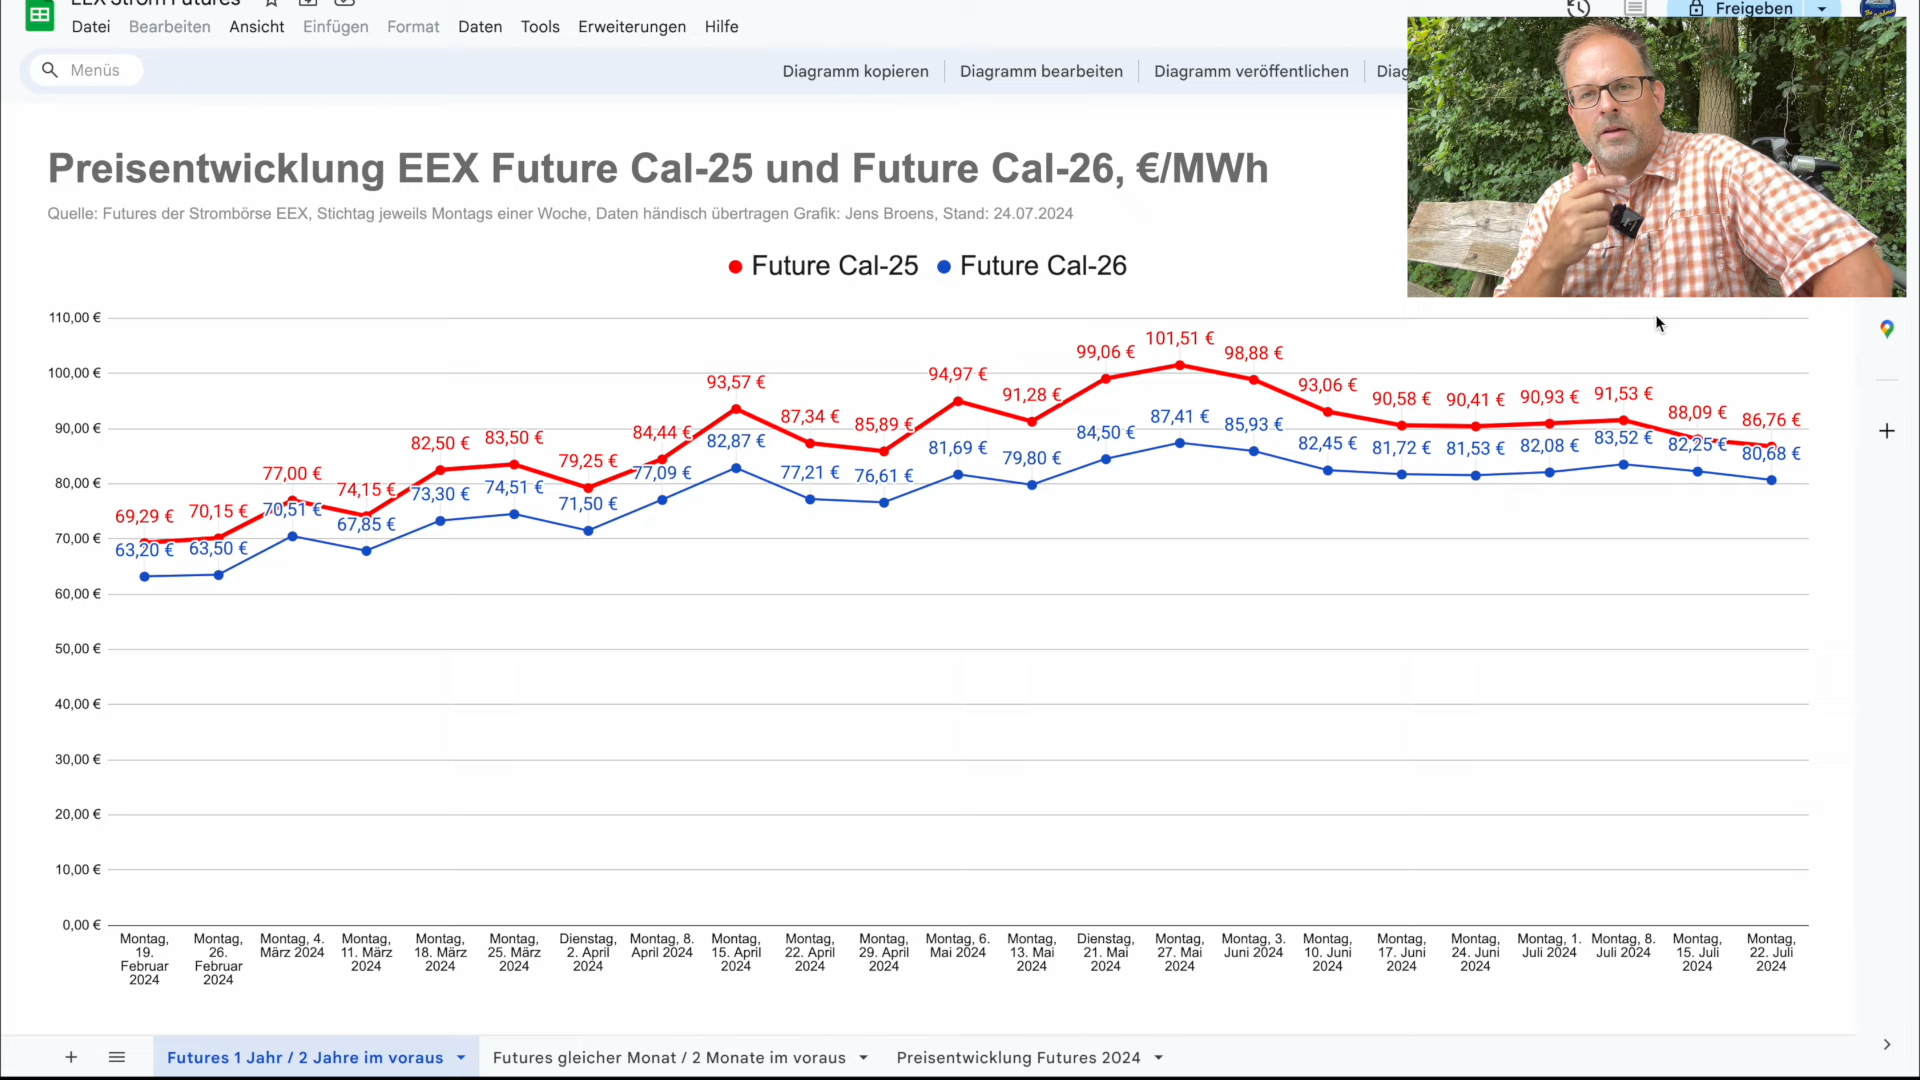 EEX Strom Futures
Freigeben
Datei Bearbeiten Ansicht Einfügen Format Daten Tools Erweiterungen Hilfe
Menüs
Diagramm kopieren Diagramm bearbeiten Diagramm veröffentlichen Diag
Preisentwicklung EEX Future Cal-25 und Future Cal-26, €/MWh
Quelle: Futures der Strombörse EEX, Stichtag jeweils Montags einer Woche, Daten händisch übertragen Grafik: Jens Broens, Stand: 24.07.2024
Future Cal-25 Future Cal-26
110,00 €
100,00 €
90,00 €
80,00 €
70,00 €
60,00 €
50,00 €
40,00 €
30,00 €
20,00 €
10,00 €
0,00 €
69,29 € 70,15 € 77,00 € 74,15 € 82,50 € 83,50 € 79,25 € 84,44 € 93,57 € 87,34 € 85,89 € 94,97 € 91,28 € 99,06 € 101,51 € 98,88 € 93,06 € 90,58 € 90,41 € 90,93 € 91,53 € 88,09 € 86,76 €
63,20 € 63,50 € 70,51 € 67,85 € 73,30 € 74,51 € 71,50 € 77,09 € 82,87 € 77,21 € 76,61 € 81,69 € 79,80 € 84,50 € 87,41 € 85,93 € 82,45 € 81,72 € 81,53 € 82,08 € 83,52 € 82,25 € 80,68 €
Montag, 19. Februar 2024
Montag, 26. Februar 2024
Montag, 4. März 2024
Montag, 11. März 2024
Montag, 18. März 2024
Montag, 25. März 2024
Dienstag, 2. April 2024
Montag, 8. April 2024
Montag, 15. April 2024
Montag, 22. April 2024
Montag, 29. April 2024
Montag, 6. Mai 2024
Montag, 13. Mai 2024
Dienstag, 21. Mai 2024
Montag, 27. Mai 2024
Montag, 3. Juni 2024
Montag, 10. Juni 2024
Montag, 17. Juni 2024
Montag, 24. Juni 2024
Montag, 1. Juli 2024
Montag, 8. Juli 2024
Montag, 15. Juli 2024
Montag, 22. Juli 2024
Futures 1 Jahr / 2 Jahre im voraus Futures gleicher Monat / 2 Monate im voraus Preisentwicklung Futures 2024